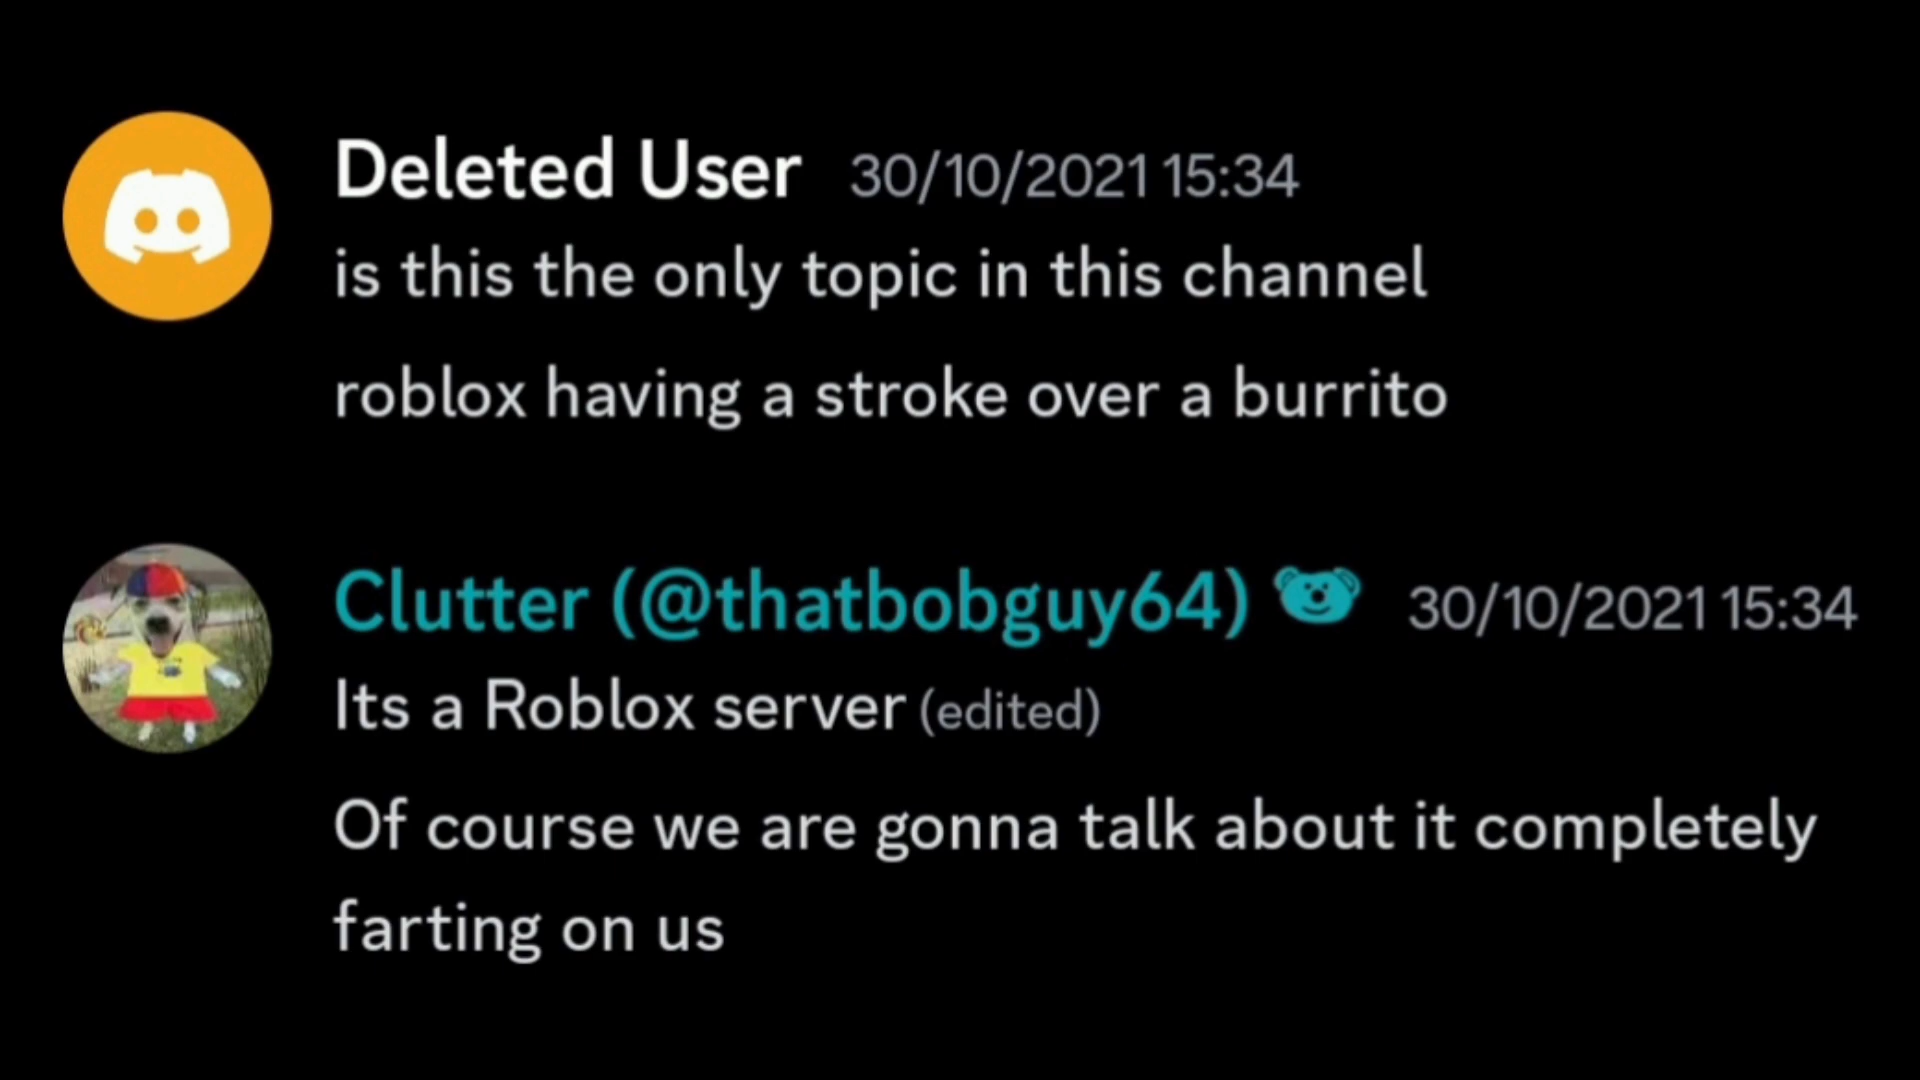 Deleted User 30/10/2021 15:34
is this the only topic in this channel
roblox having a stroke over a burrito
Clutter (@thatbobguy64) 30/10/2021 15:34
Its a Roblox server (edited)
Of course we are gonna talk about it completely
farting on us